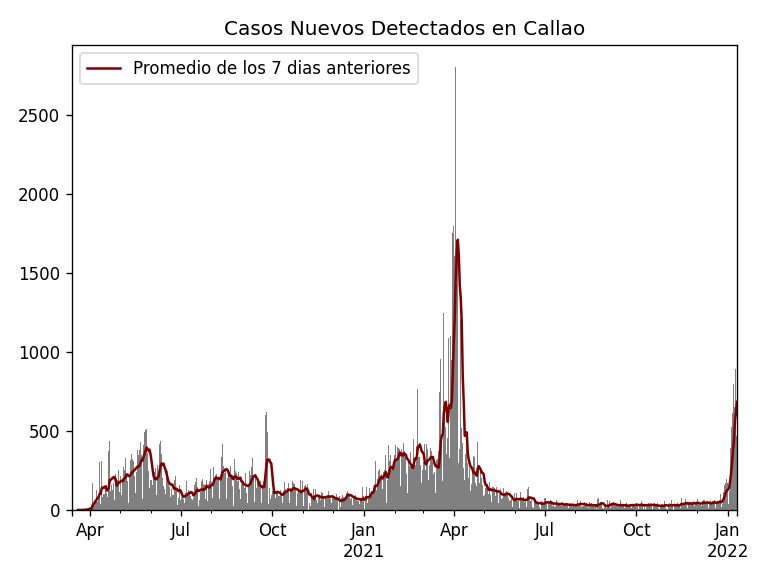 Casos Nuevos Detectados en Callao
Promedio de los 7 dias anteriores
2500
2000
1500
1000
500
0
Apr Jul Oct Jan Apr Jul Oct Jan
2021 2022